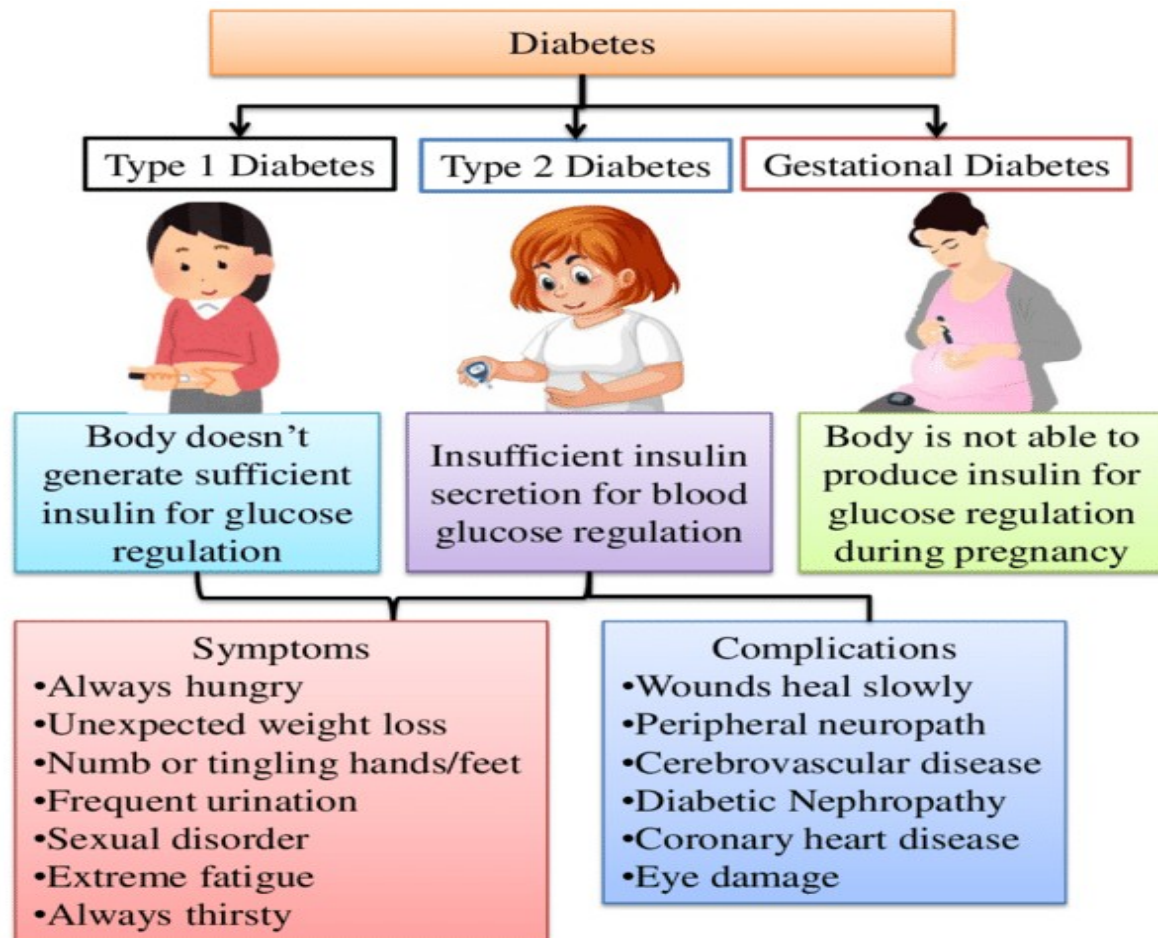 Diabetes
Type 1 Diabetes
Type 2 Diabetes
Gestational Diabetes
Body doesn’t
generate sufficient
insulin for glucose
regulation
Insufficient insulin
secretion for blood
glucose regulation
Body is not able to
produce insulin for
glucose regulation
during pregnancy
Symptoms
•Always hungry
•Unexpected weight loss
•Numb or tingling hands/feet
•Frequent urination
•Sexual disorder
•Extreme fatigue
•Always thirsty
Complications
•Wounds heal slowly
•Peripheral neuropath
•Cerebrovascular disease
•Diabetic Nephropathy
•Coronary heart disease
•Eye damage